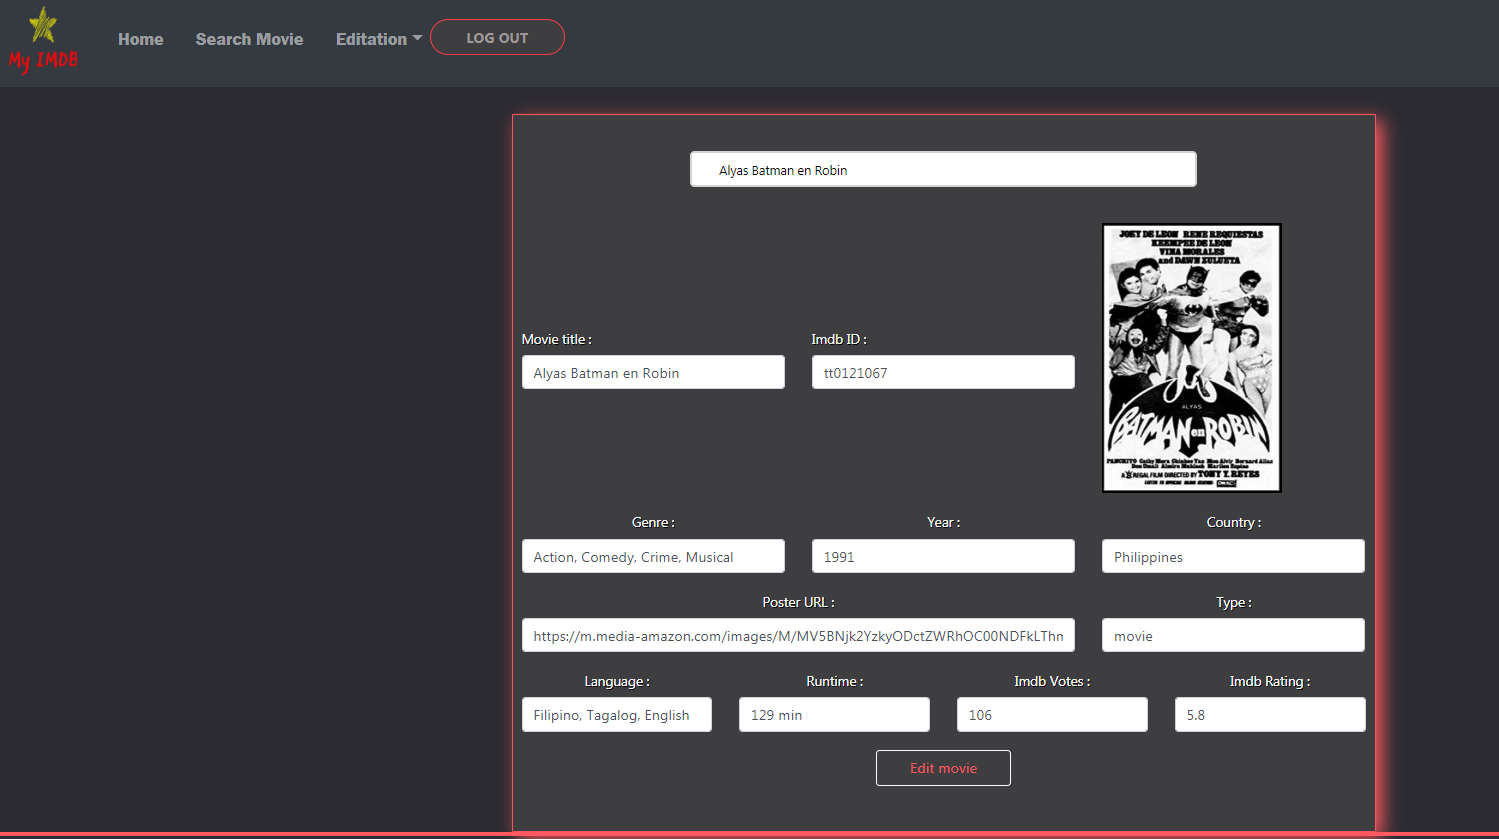 My IMDB
Home
Search Movie
Editation
LOG OUT
Alyas Batman en Robin
JOEY DE LEON RENE REQUIESTAS
KEEMPEE DE LEON
VINA MORALES
and DAWN ZULUETA
Movie title :
Imdb ID :
Alyas Batman en Robin
tt0121067
ALYAS
BATMAN en ROBIN
PANCHITO
A REGAL FILM DIRECTED BY TONY Y. REYES
Genre :
Year :
Country :
Action, Comedy, Crime, Musical
1991
Philippines
Poster URL :
Type :
https://m.media-amazon.com/images/M/MV5BNjk2YzkyODctZWRhOC00NDFkLThm
movie
Language :
Runtime :
Imdb Votes :
Imdb Rating :
Filipino, Tagalog, English
129 min
106
5.8
Edit movie